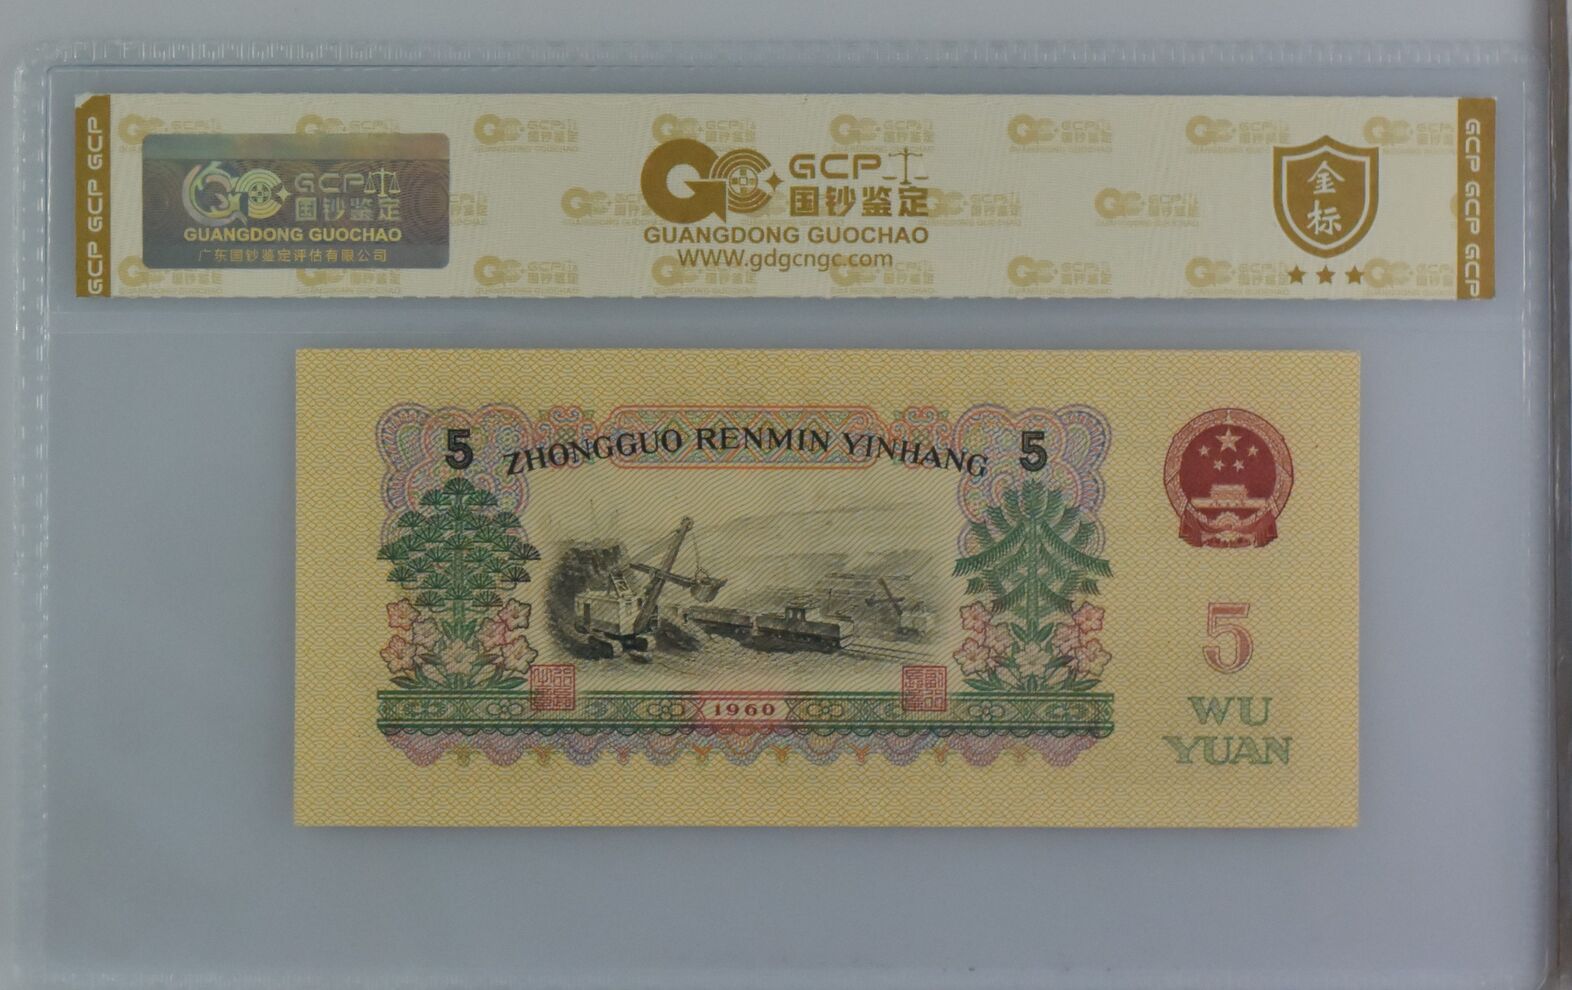 GCP GCP GCP
GCP
国钞鉴定
GUANGDONG GUOCHAO
广东国钞鉴定评估有限公司
GCP
国钞鉴定
GUANGDONG GUOCHAO
WWW.gdgcngc.com
金
标
GCP GCP GCP
5 ZHONGGUO RENMIN YINHANG 5
1960
5
WU
YUAN